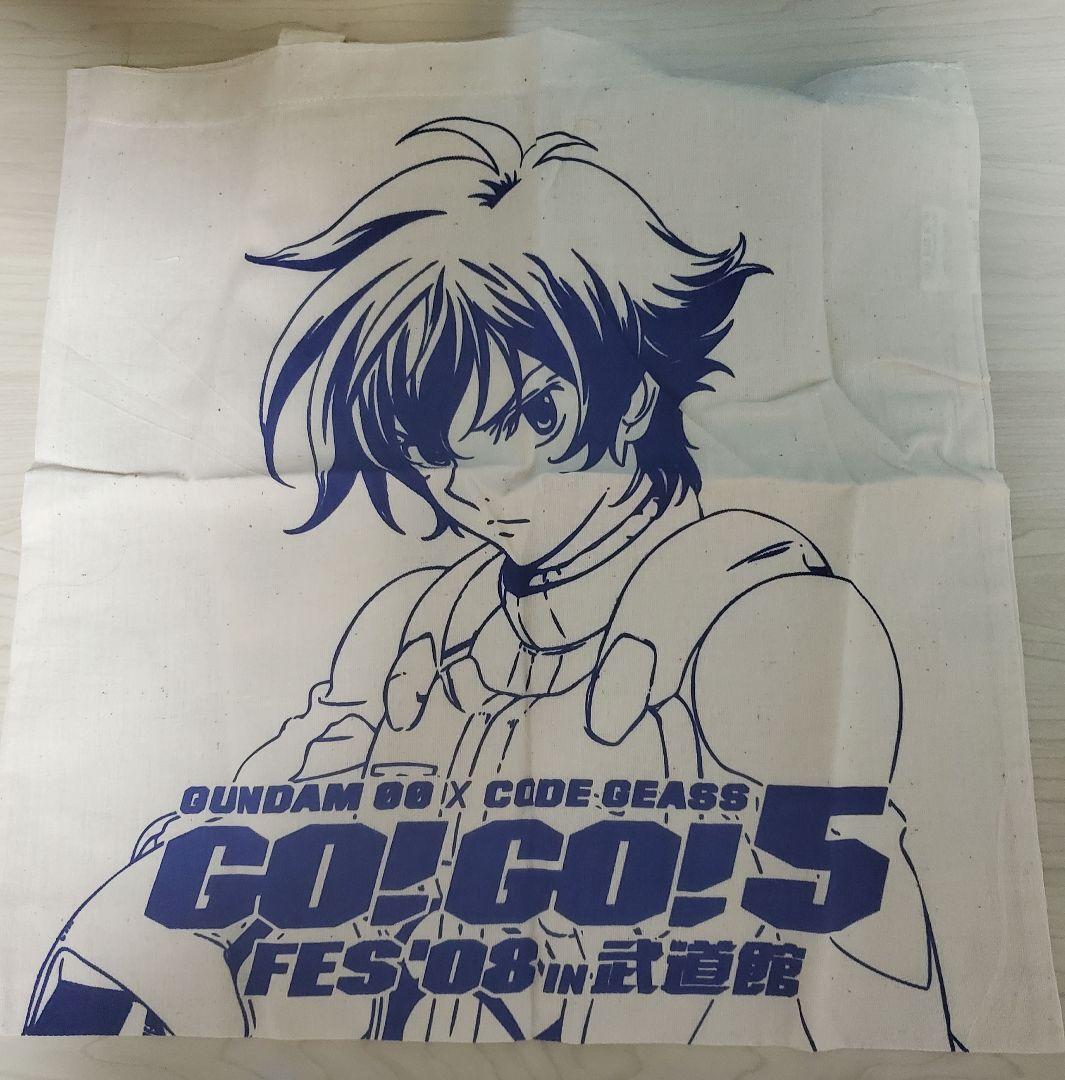 GUNDAM 00 X CODE GEASS
GO!GO!5
FES '08 IN 武道館